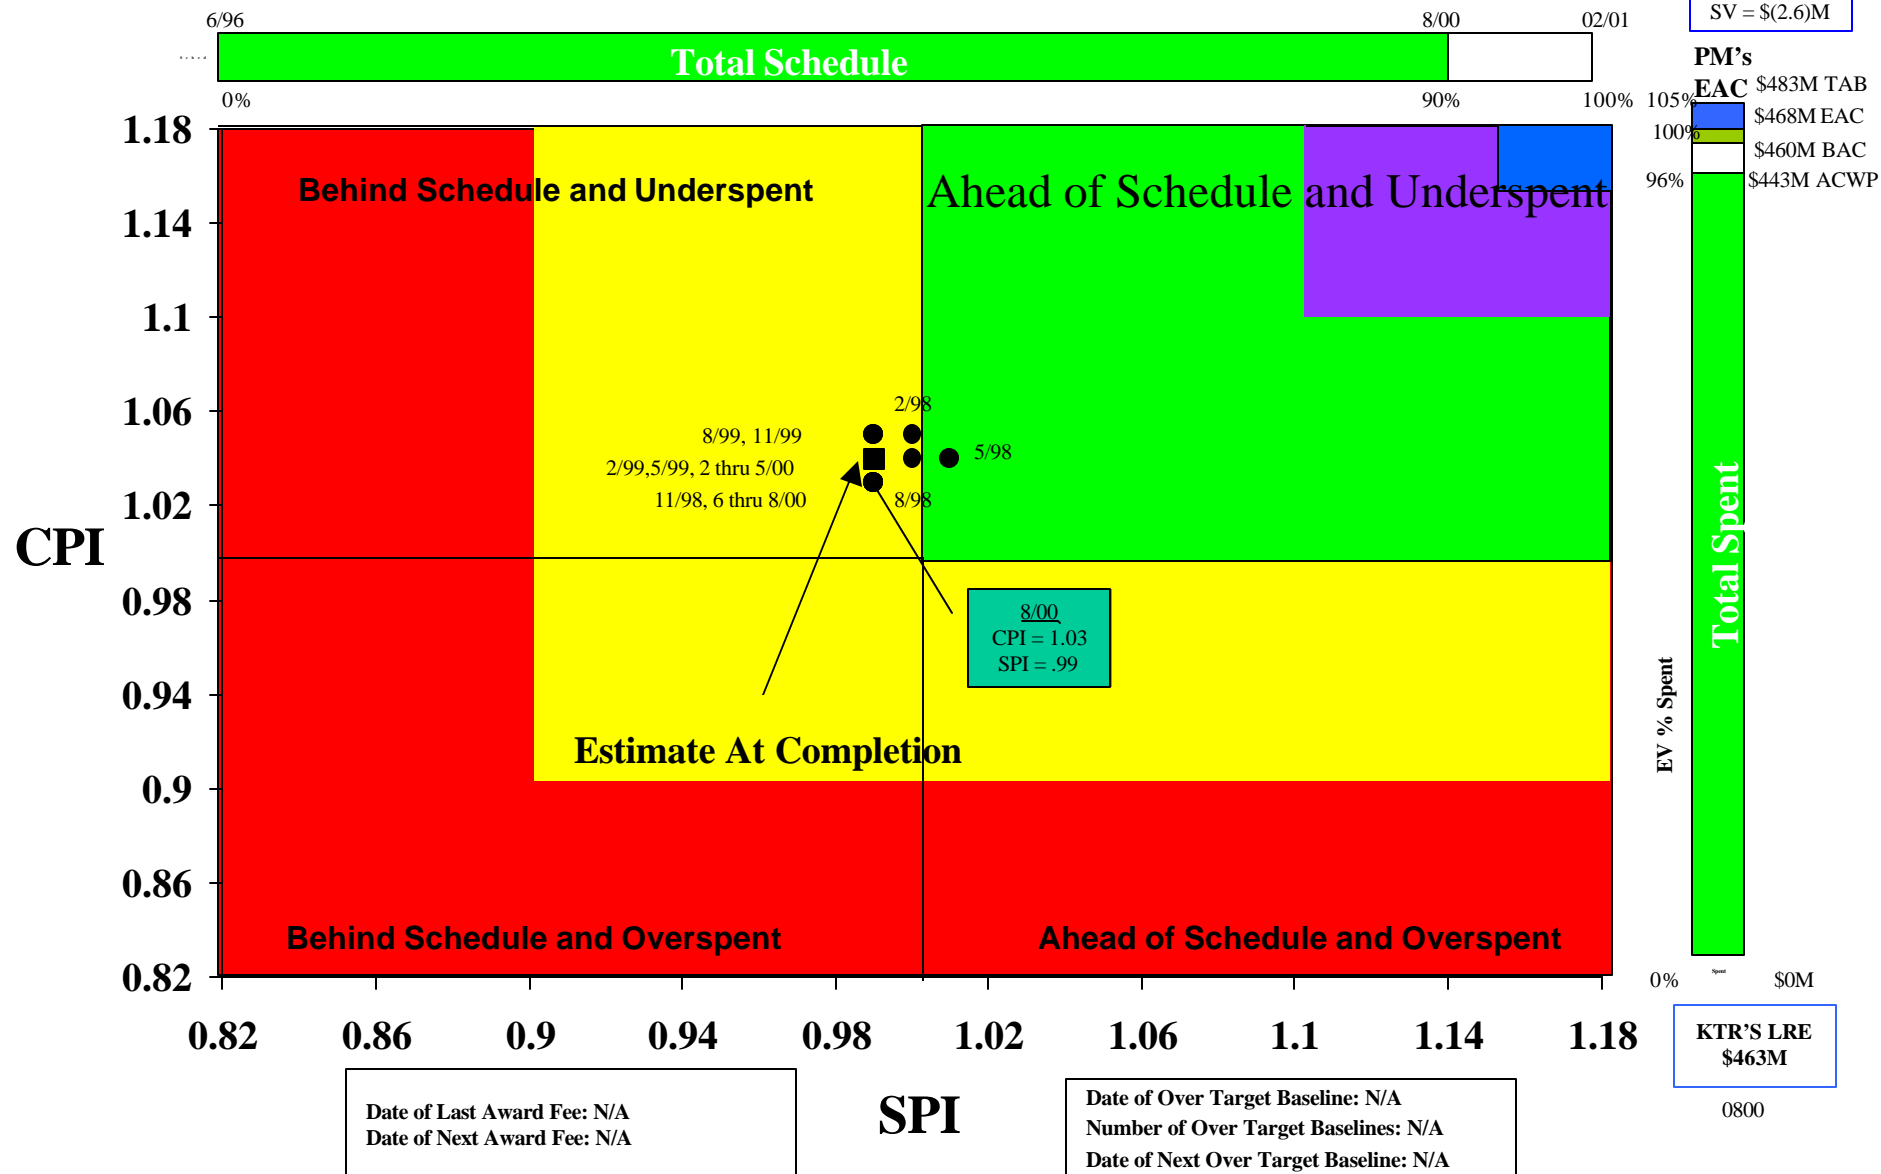 6/96
8/00
02/01
SV = $(2.6)M
Total Schedule
PM's
EAC
0%
90%
100%
105%
$483M TAB
$468M EAC
100%
$460M BAC
96%
$443M ACWP
1.18
Behind Schedule and Underspent
Ahead of Schedule and Underspent
1.14
1.1
1.06
2/98
8/99, 11/99
5/98
2/99,5/99, 2 thru 5/00
11/98, 6 thru 8/00
8/98
1.02
CPI
0.98
8/00
CPI = 1.03
SPI = .99
Total Spent
EV % Spent
0.94
Estimate At Completion
0.9
0.86
Behind Schedule and Overspent
Ahead of Schedule and Overspent
0.82
0%
Spent
$0M
0.82
0.86
0.9
0.94
0.98
1.02
1.06
1.1
1.14
1.18
KTR'S LRE
$463M
SPI
Date of Last Award Fee: N/A
Date of Next Award Fee: N/A
Date of Over Target Baseline: N/A
Number of Over Target Baselines: N/A
Date of Next Over Target Baseline: N/A
0800